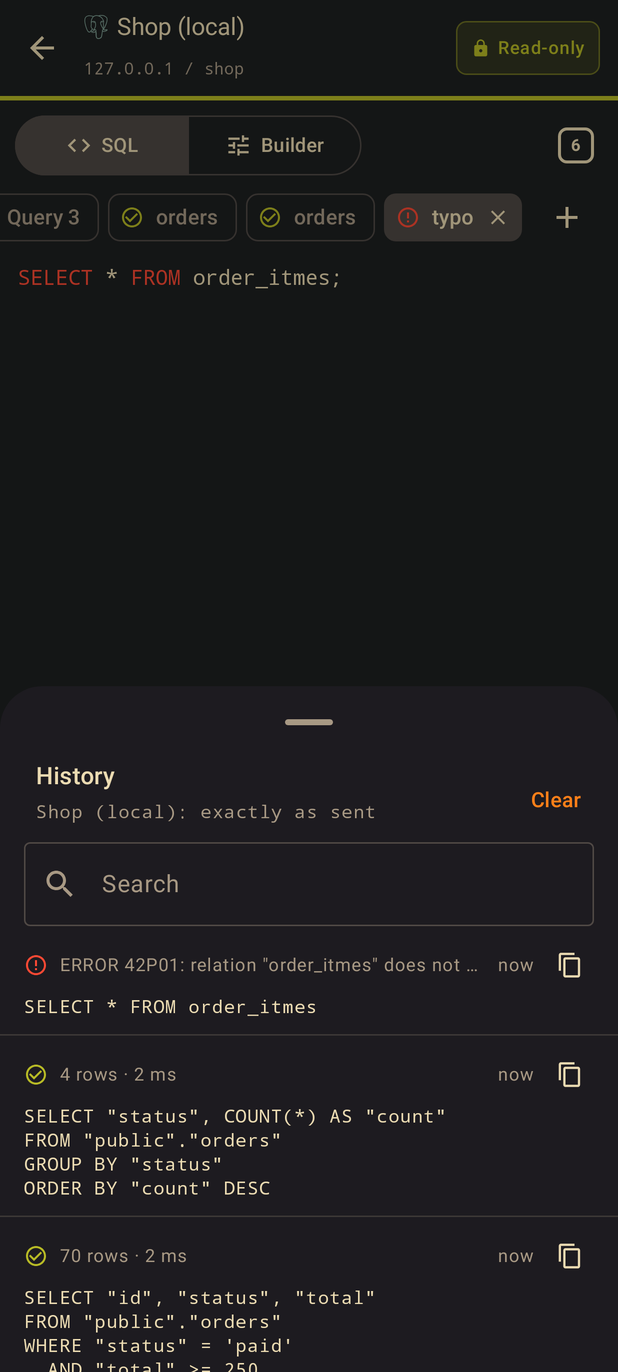 Shop (local)
127.0.0.1 / shop
Read-only
<> SQL
Builder
6
Query 3
orders
orders
typo
SELECT * FROM order_itmes;
History
Shop (local): exactly as sent
Clear
Search
ERROR 42P01: relation "order_itmes" does not …
now
SELECT * FROM order_itmes
4 rows · 2 ms
now
SELECT "status", COUNT(*) AS "count"
FROM "public"."orders"
GROUP BY "status"
ORDER BY "count" DESC
70 rows · 2 ms
now
SELECT "id", "status", "total"
FROM "public"."orders"
WHERE "status" = 'paid'
AND "total" >= 250